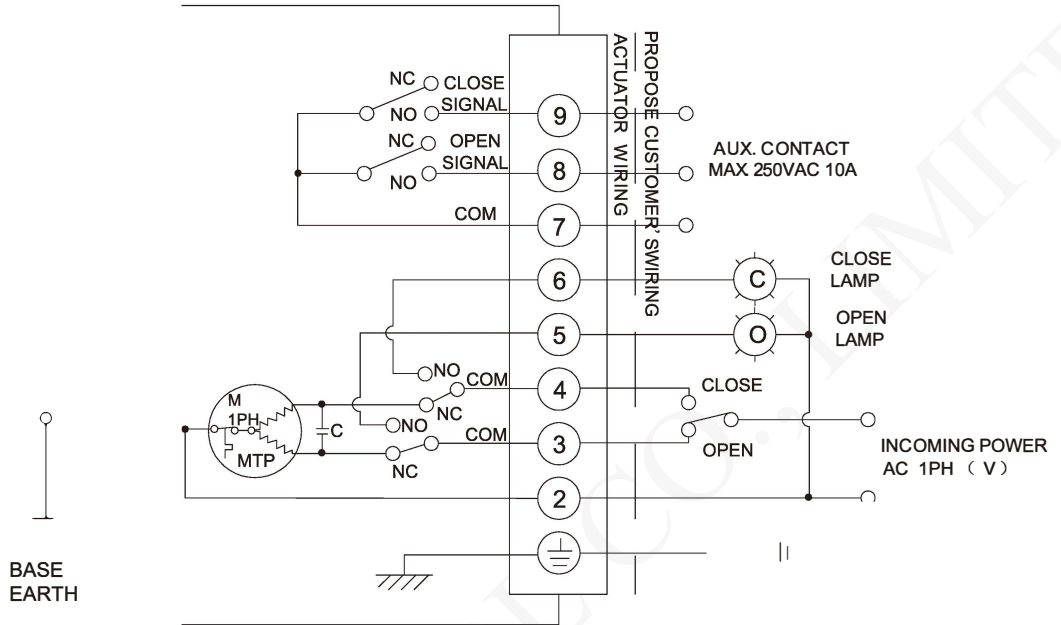 NC
CLOSE
SIGNAL
NO
9
NC
OPEN
SIGNAL
NO
8
COM
7
ACTUATOR WIRING
PROPOSE CUSTOMER' SWIRING
AUX. CONTACT
MAX. 250VAC 10A
6
C
CLOSE
LAMP
5
O
OPEN
LAMP
NO
COM
NC
4
CLOSE
M
1PH
MTP
C
NO
COM
NC
3
OPEN
INCOMING POWER
AC 1PH ( V )
2
BASE
EARTH
L CO., LIMITE